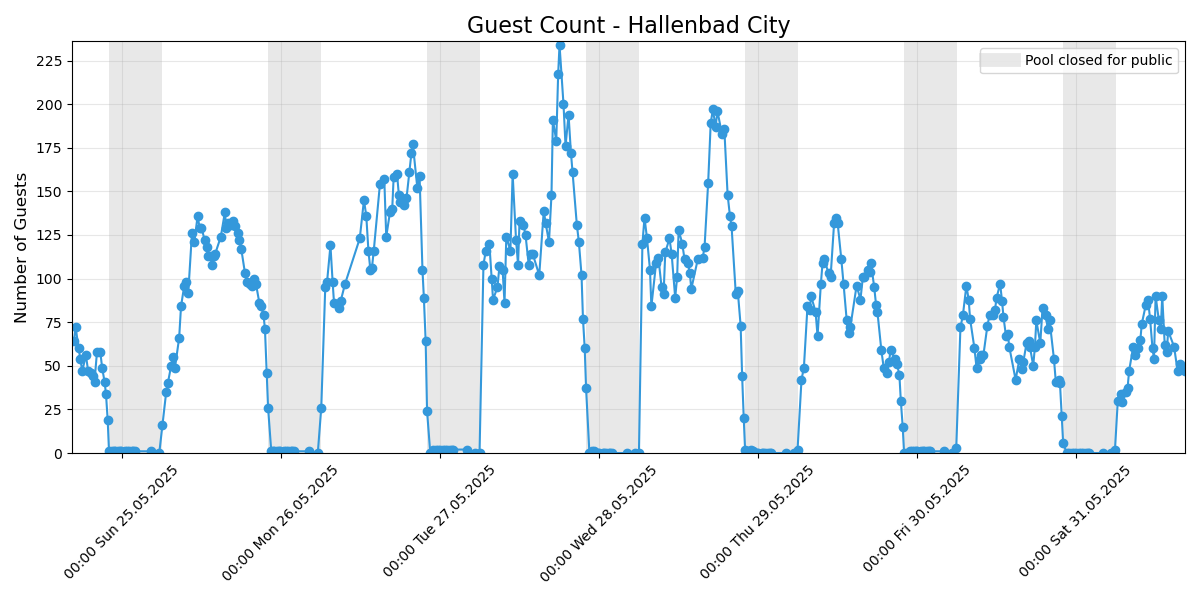 Guest Count - Hallenbad City
Pool closed for public
Number of Guests
225
200
175
150
125
100
75
50
25
0
00:00 Sun 25.05.2025
00:00 Mon 26.05.2025
00:00 Tue 27.05.2025
00:00 Wed 28.05.2025
00:00 Thu 29.05.2025
00:00 Fri 30.05.2025
00:00 Sat 31.05.2025